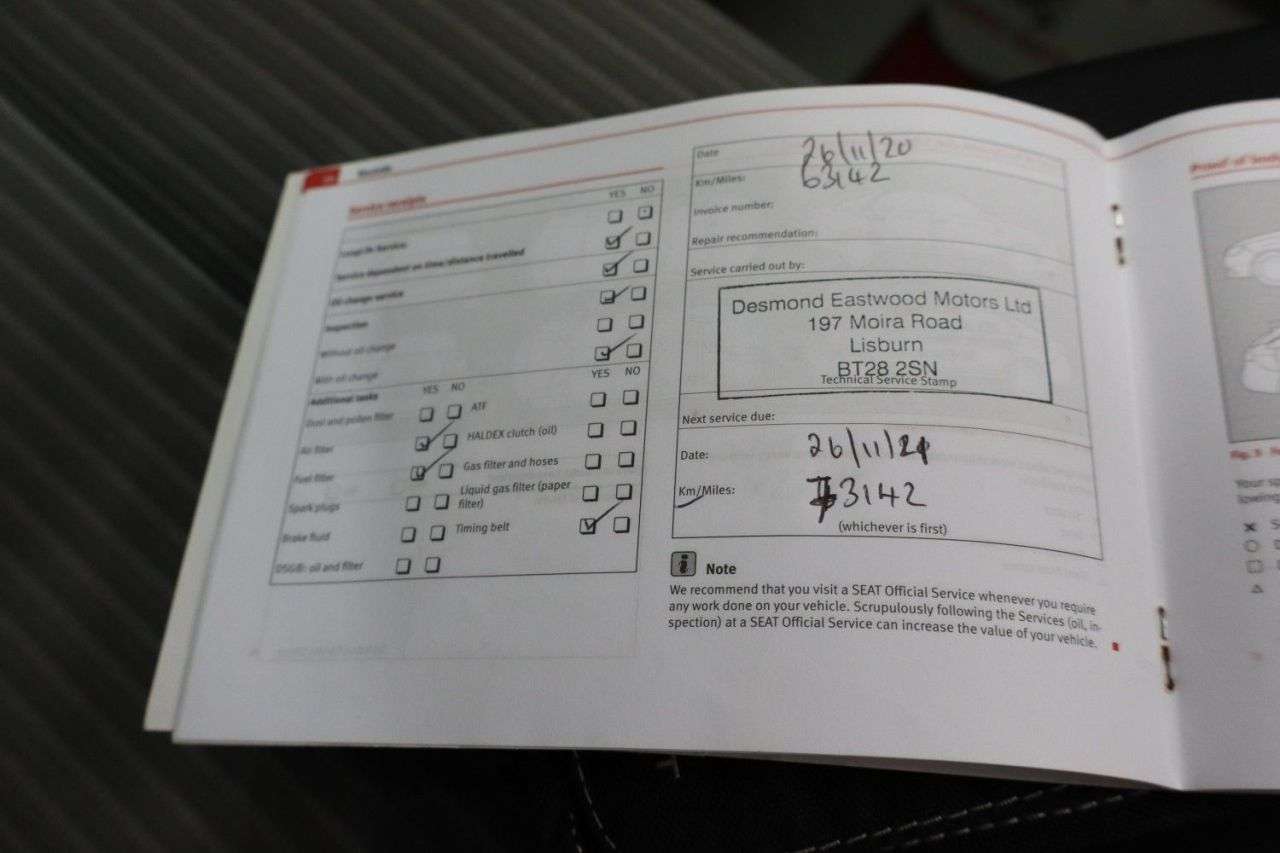 Service receipts
YES NO
LongLife Service:
Service dependent on time/distance travelled
Oil change service
Inspection
Without oil change
With oil change
Additional tasks YES NO YES NO
Dust and pollen filter ATF
Air filter HALDEX clutch (oil)
Fuel filter Gas filter and hoses
Spark plugs Liquid gas filter (paper
filter)
Brake fluid Timing belt
DSG®: oil and filter
Date 26/11/20
Km/Miles: 63142
Invoice number:
Repair recommendation:
Service carried out by:
Desmond Eastwood Motors Ltd
197 Moira Road
Lisburn
BT28 2SN
Technical Service Stamp
Next service due:
Date: 26/11/21
Km/Miles: 73142
(whichever is first)
i Note
We recommend that you visit a SEAT Official Service whenever you require
any work done on your vehicle. Scrupulously following the Services (oil, in-
spection) at a SEAT Official Service can increase the value of your vehicle.
Proof of
Fig.
Your
lowing